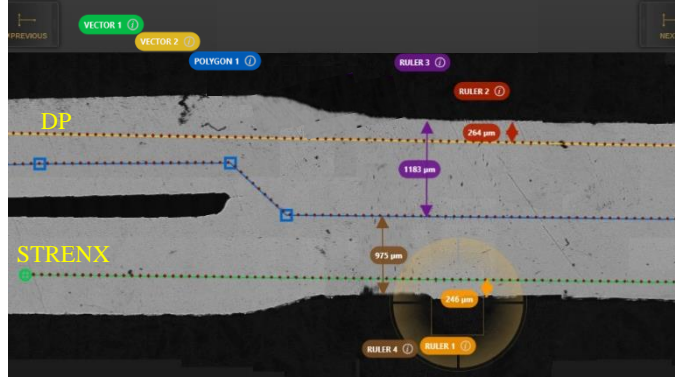 VECTOR 1 i
PREVIOUS
VECTOR 2 i
NEX
POLYGON 1 i
RULER 3 i
RULER 2 i
DP
264 µm
1183 µm
STRENX
975 µm
246 µm
RULER 4 i
RULER 1 i